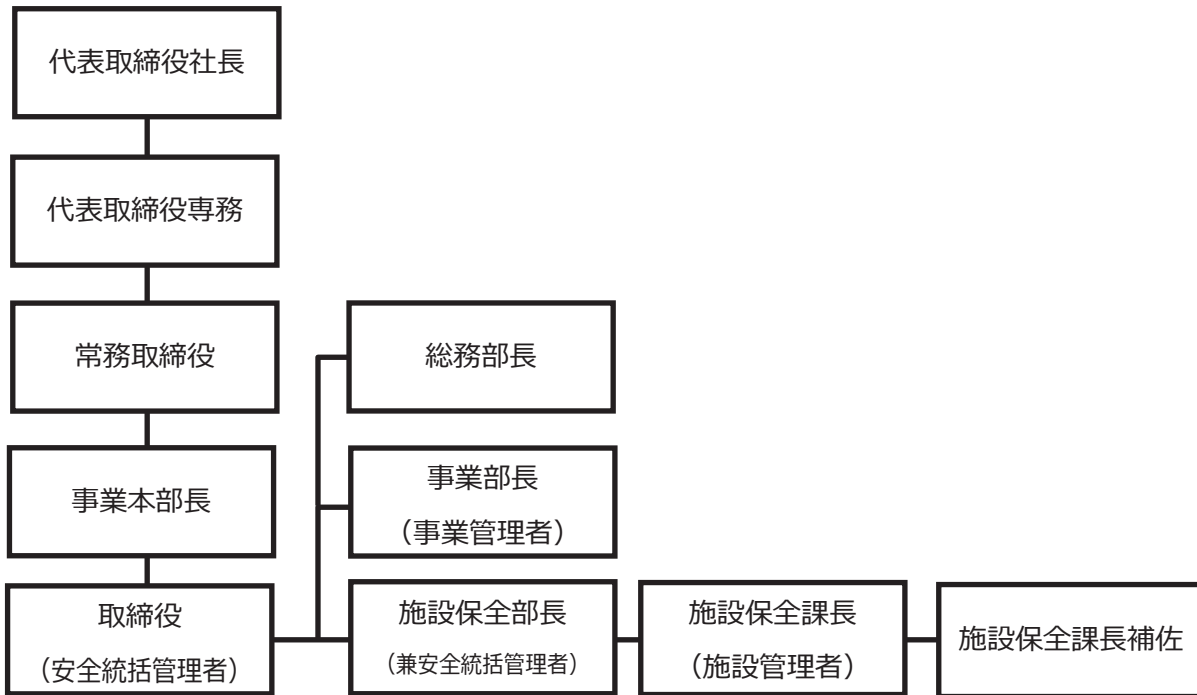 代表取締役社長
代表取締役専務
常務取締役
総務部長
事業本部長
事業部長
（事業管理者）
取締役
（安全統括管理者）
施設保全部長
（兼安全統括管理者）
施設保全課長
（施設管理者）
施設保全課長補佐